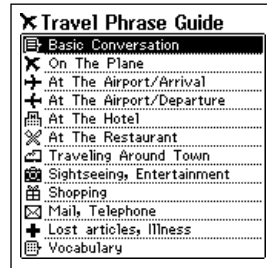 Travel Phrase Guide
Basic Conversation
On The Plane
At The Airport/Arrival
At The Airport/Departure
At The Hotel
At The Restaurant
Traveling Around Town
Sightseeing, Entertainment
Shopping
Mail, Telephone
Lost articles, Illness
Vocabulary